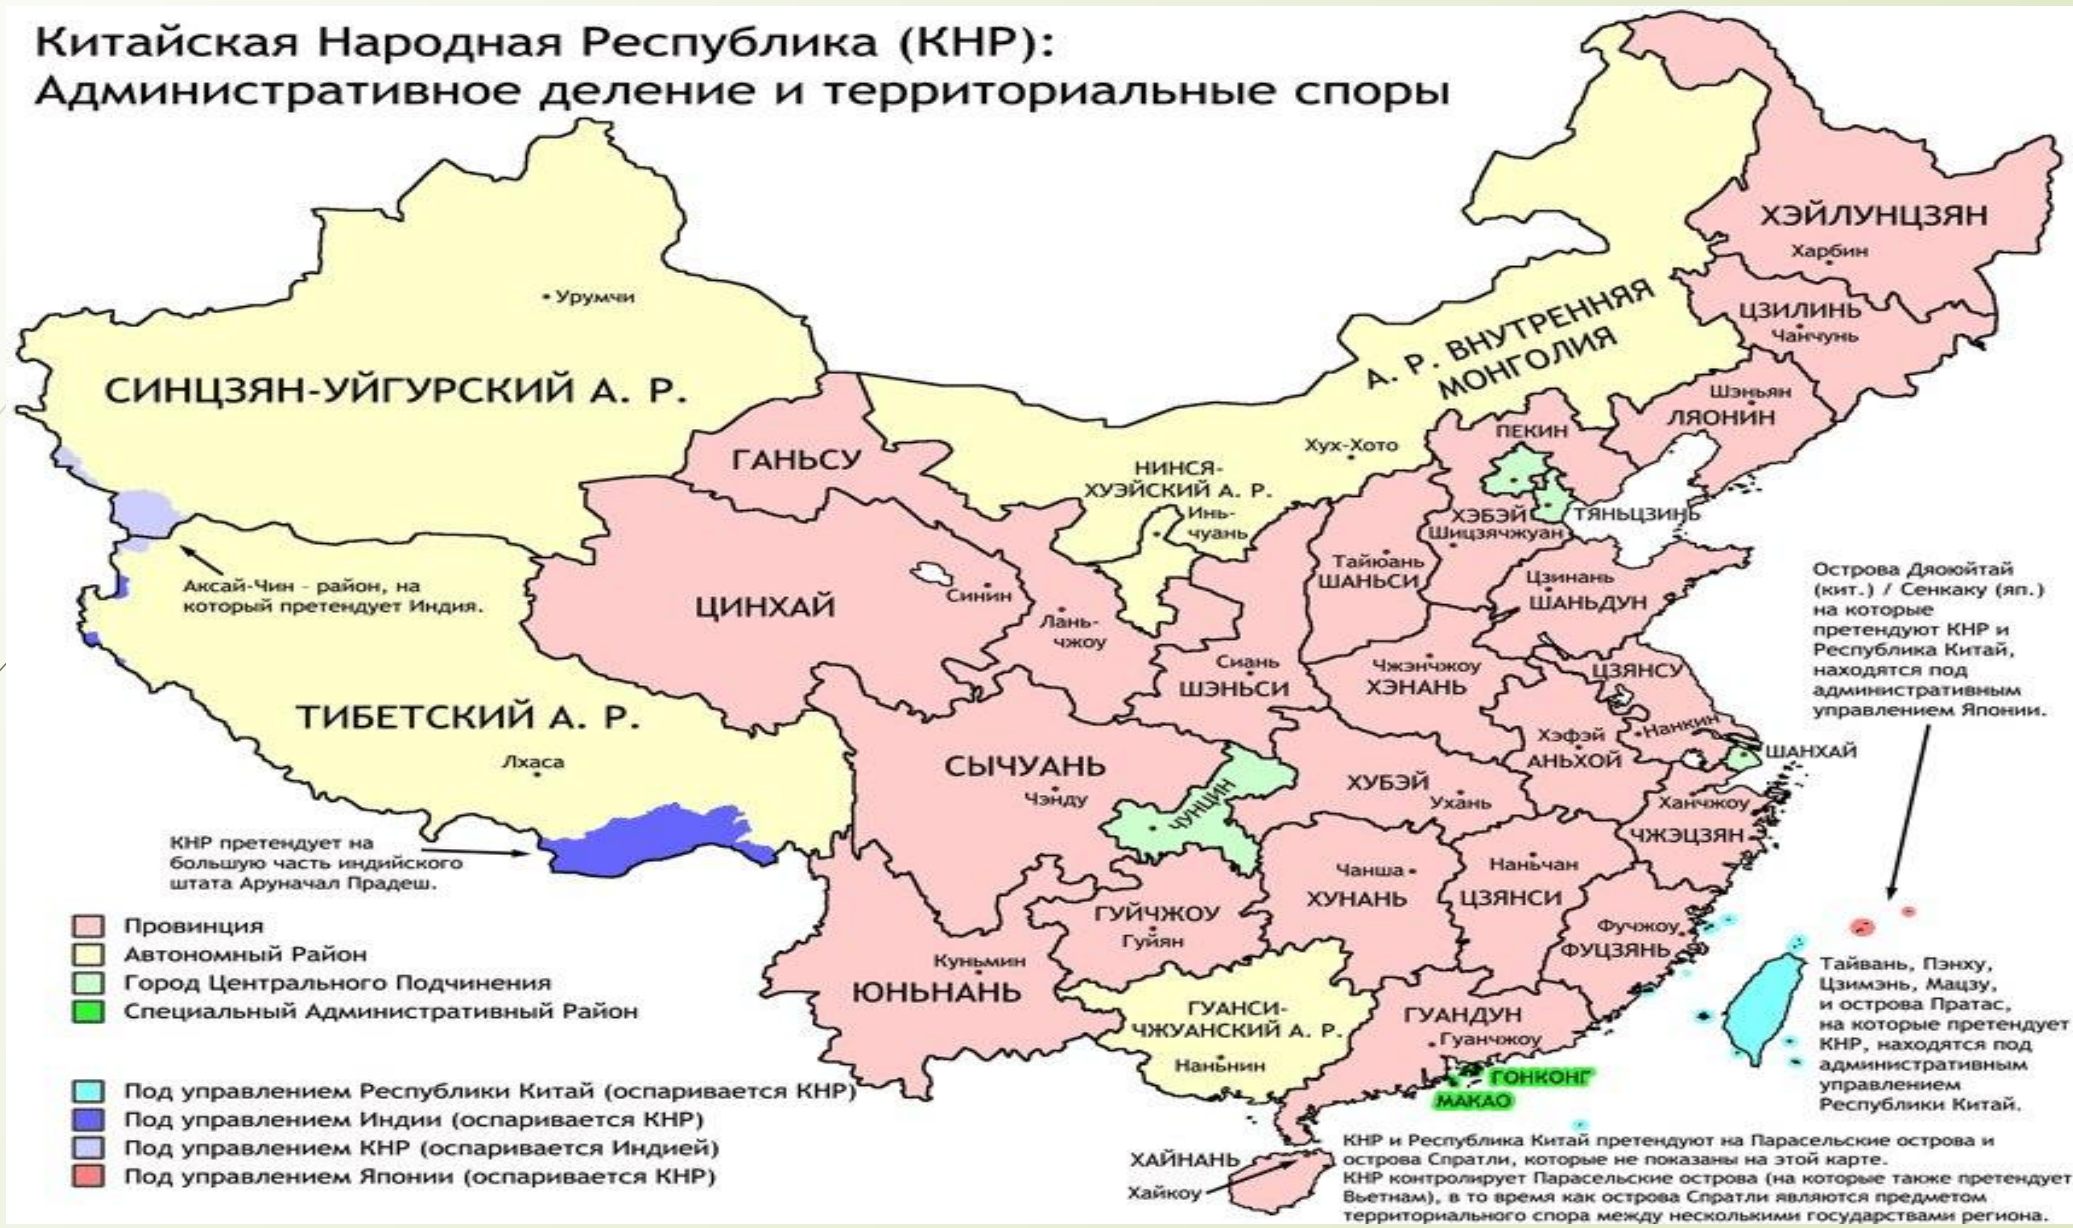 Китайская Народная Республика (КНР):
Административное деление и территориальные споры
ХЭЙЛУНЦЗЯН
Харбин
ЦЗИЛИНЬ
Чанчунь
Урумчи
СИНЦЗЯН-УЙГУРСКИЙ А. Р.
А. Р. ВНУТРЕННЯЯ
МОНГОЛИЯ
Шэньян
ЛЯОНИН
ПЕКИН
Хух-Хото
ГАНЬСУ
НИНСЯ-
ХУЭЙСКИЙ А. Р.
Инь-
чуань
ХЭБЭЙ
ТЯНЬЦЗИНЬ
Шицзячжуан
Тайюань
ШАНЬСИ
Цзинань
ШАНЬДУН
Аксай-Чин - район, на
который претендует Индия.
ЦИНХАЙ
Синин
Лань-
чжоу
Острова Дяоюйтай
(кит.) / Сенкаку (яп.)
на которые
претендуют КНР и
Республика Китай,
находятся под
административным
управлением Японии.
Сиань
ШЭНЬСИ
Чжэнчжоу
ХЭНАНЬ
ЦЗЯНСУ
Нанкин
Хэфэй
АНЬХОЙ
ШАНХАЙ
ТИБЕТСКИЙ А. Р.
Лхаса
СЫЧУАНЬ
Чэнду
ЧУНЦИН
ХУБЭЙ
Ухань
Ханчжоу
ЧЖЭЦЗЯН
КНР претендует на
большую часть индийского
штата Аруначал Прадеш.
Чанша
ХУНАНЬ
Наньчан
ЦЗЯНСИ
ГУЙЧЖОУ
Гуйян
Фучжоу
ФУЦЗЯНЬ
Куньмин
ЮНЬНАНЬ
ГУАНСИ-
ЧЖУАНСКИЙ А. Р.
Наньнин
ГУАНДУН
Гуанчжоу
ГОНКОНГ
МАКАО
Тайвань, Пэнху,
Цзимэнь, Мацзу,
и острова Пратас,
на которые претендует
КНР, находятся под
административным
управлением
Республики Китай.
Провинция
Автономный Район
Город Центрального Подчинения
Специальный Административный Район
Под управлением Республики Китай (оспаривается КНР)
Под управлением Индии (оспаривается КНР)
Под управлением КНР (оспаривается Индией)
Под управлением Японии (оспаривается КНР)
ХАЙНАНЬ
Хайкоу
КНР и Республика Китай претендуют на Парасельские острова и
острова Спратли, которые не показаны на этой карте.
КНР контролирует Парасельские острова (на которые также претендует
Вьетнам), в то время как острова Спратли являются предметом
территориального спора между несколькими государствами региона.